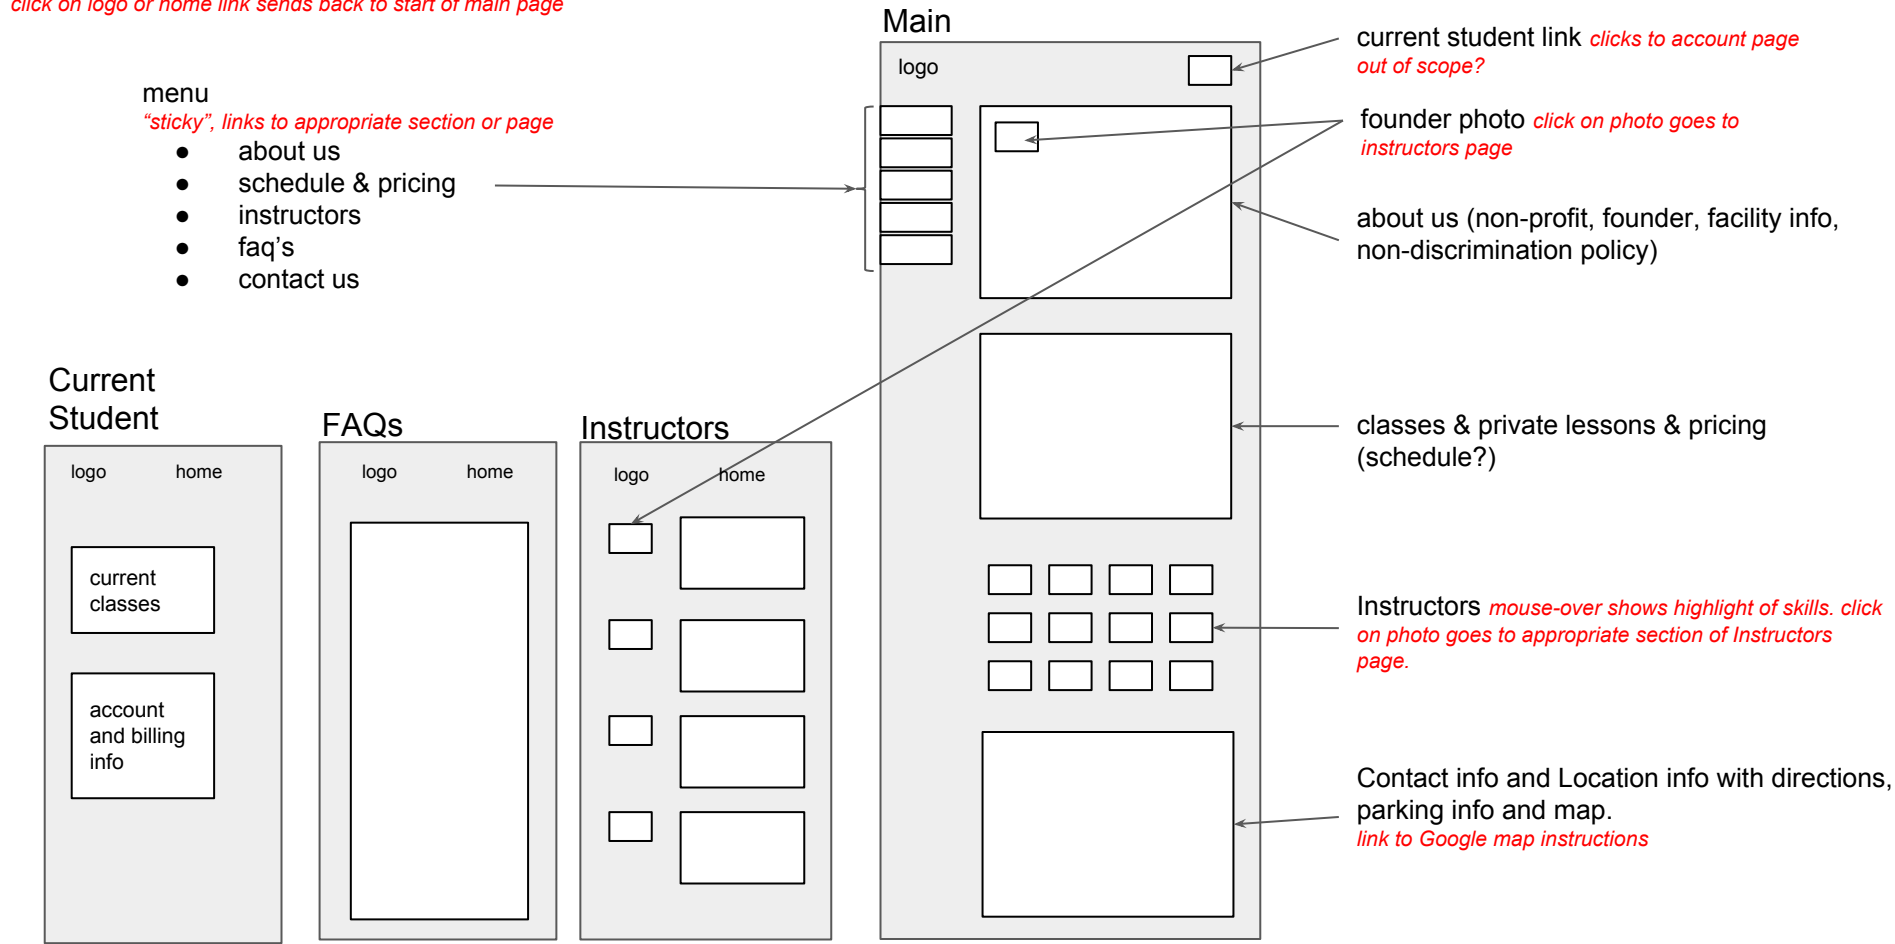 click on logo or home link sends back to start of main page
menu
“sticky”, links to appropriate section or page
● about us
● schedule & pricing
● instructors
● faq’s
● contact us
Main
logo
current student link clicks to account page
out of scope?
founder photo click on photo goes to
instructors page
about us (non-profit, founder, facility info,
non-discrimination policy)
classes & private lessons & pricing
(schedule?)
Instructors mouse-over shows highlight of skills. click
on photo goes to appropriate section of Instructors
page.
Contact info and Location info with directions,
parking info and map.
link to Google map instructions
Current
Student
logo home
current
classes
account
and billing
info
FAQs
logo home
Instructors
logo home